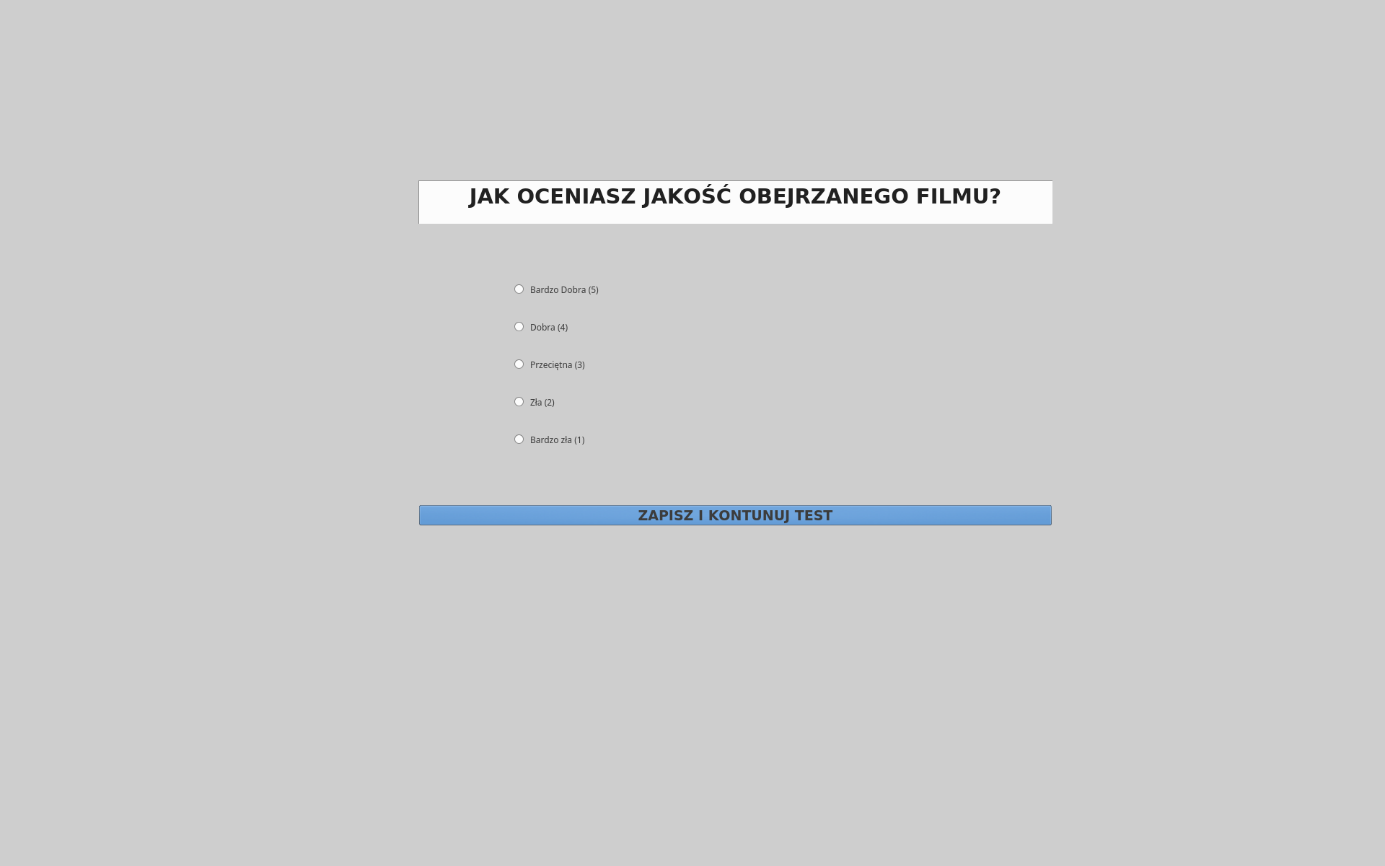 JAK OCENIASZ JAKOŚĆ OBEJRZANEGO FILMU?
Bardzo Dobra (5)
Dobra (4)
Przeciętna (3)
Zła (2)
Bardzo zła (1)
ZAPISZ I KONTUNUJ TEST